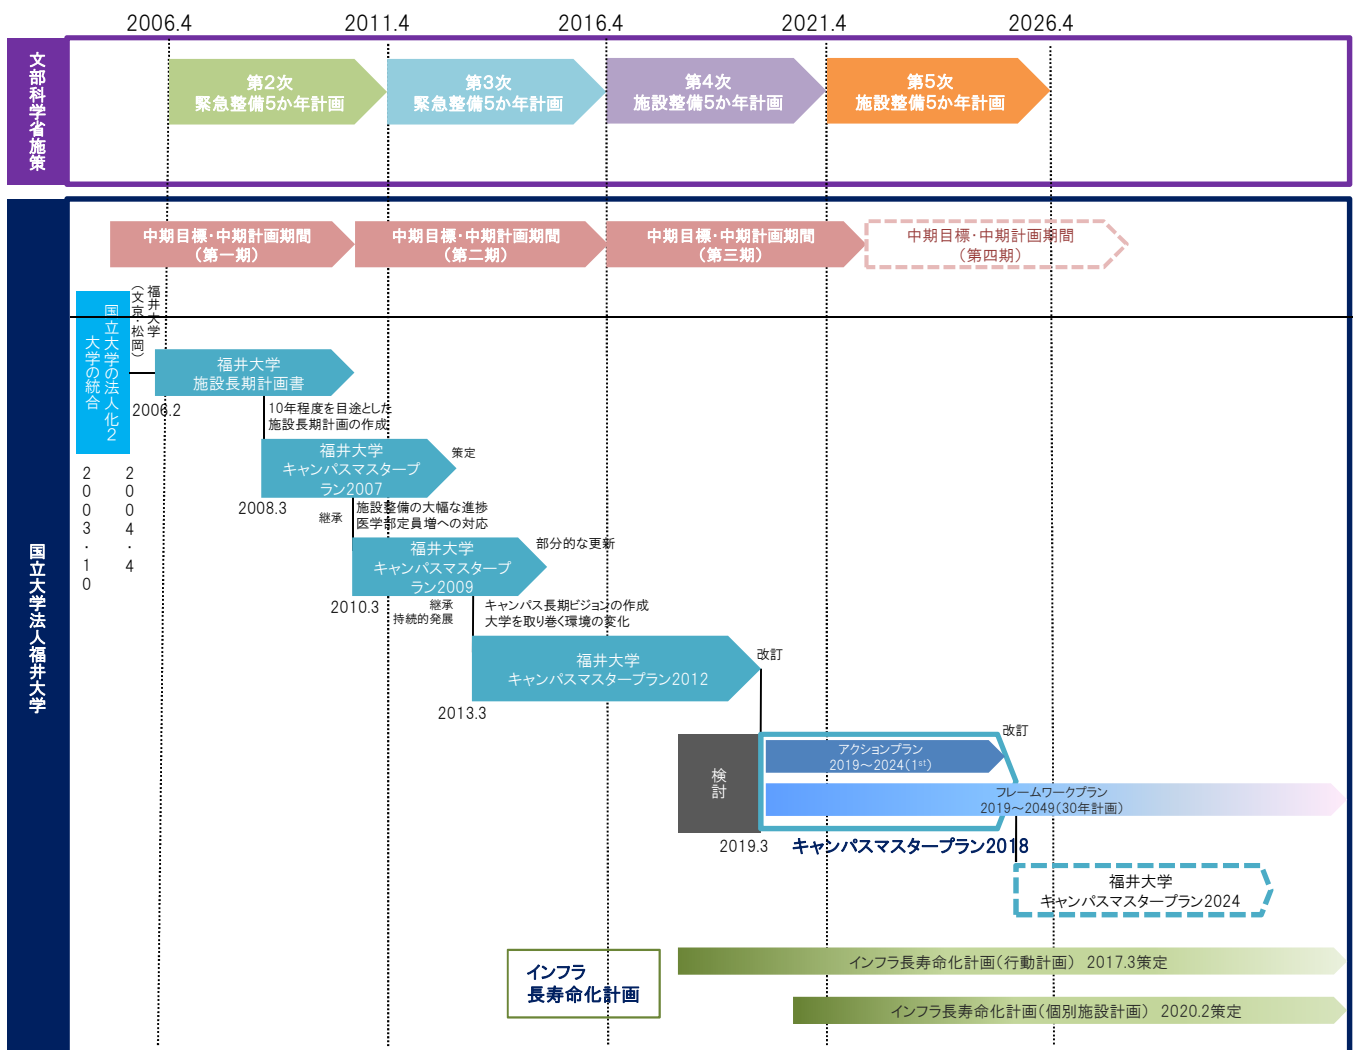 2006.4
2011.4
2016.4
2021.4
2026.4
文部科学省施策
第2次
緊急整備5か年計画
第3次
緊急整備5か年計画
第4次
施設整備5か年計画
第5次
施設整備5か年計画
国立大学法人福井大学
中期目標・中期計画期間
(第一期)
中期目標・中期計画期間
(第二期)
中期目標・中期計画期間
(第三期)
中期目標・中期計画期間
(第四期)
国立大学の法人化2
大学の統合
福井大学
(文京・松岡)
2004.4
2003.10
福井大学
施設長期計画書
2006.2
10年程度を目途とした
施設長期計画の作成
福井大学
キャンパスマスタープ
ラン2007
策定
2008.3
継承
施設整備の大幅な進捗
医学部定員増への対応
福井大学
キャンパスマスタープ
ラン2009
部分的な更新
2010.3
継承
持続的発展
キャンパス長期ビジョンの作成
大学を取り巻く環境の変化
福井大学
キャンパスマスタープラン2012
改訂
2013.3
検討
アクションプラン
2019～2024(1st)
改訂
フレームワークプラン
2019～2049(30年計画)
2019.3
キャンパスマスタープラン2018
福井大学
キャンパスマスタープラン2024
インフラ
長寿命化計画
インフラ長寿命化計画(行動計画) 2017.3策定
インフラ長寿命化計画(個別施設計画) 2020.2策定